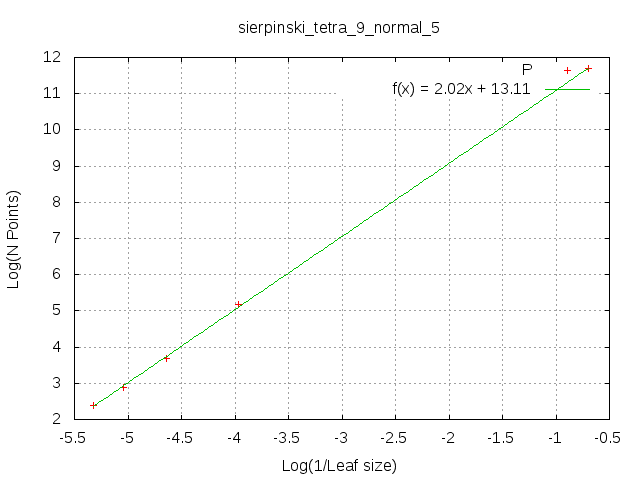 sierpinski_tetra_9_normal_5
P
f(x) = 2.02x + 13.11
12
11
10
9
8
7
6
5
4
3
2
Log(N Points)
-5.5 -5 -4.5 -4 -3.5 -3 -2.5 -2 -1.5 -1 -0.5
Log(1/Leaf size)